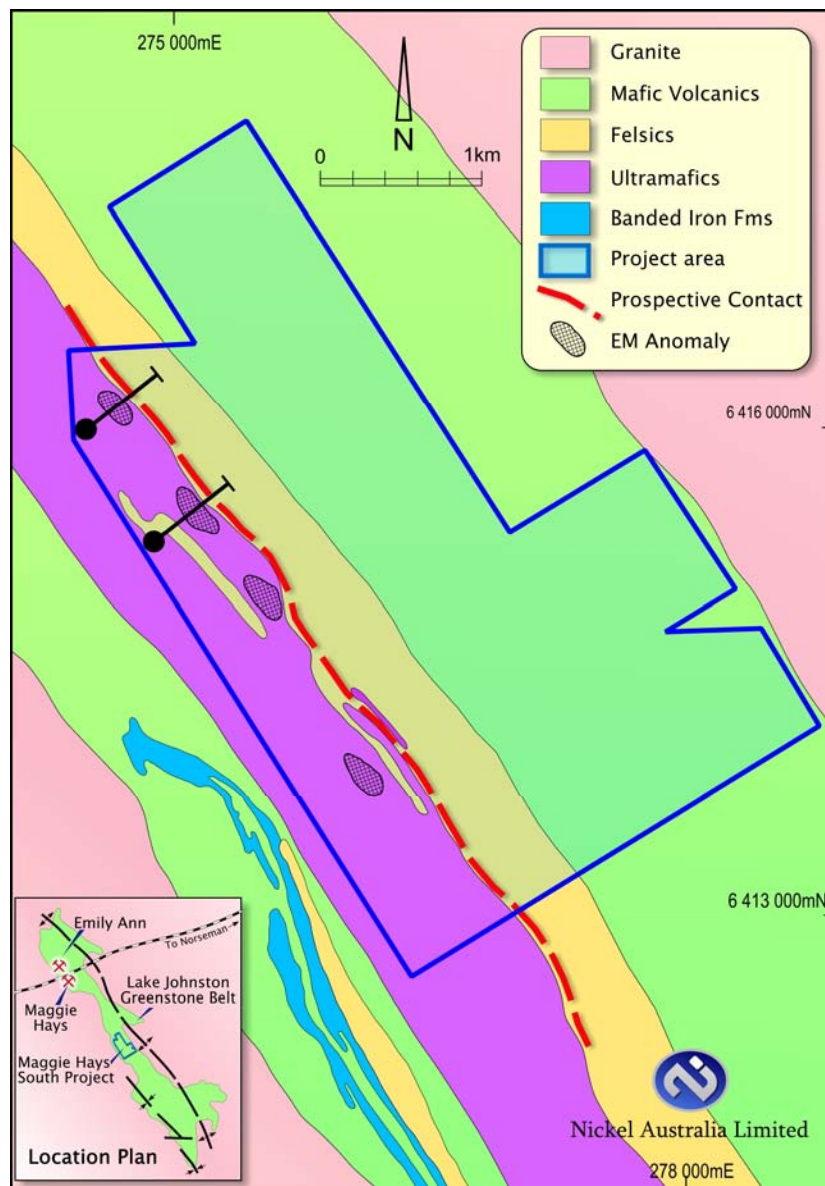 275 000mE
Granite
Mafic Volcanics
Felsics
Ultramafics
Banded Iron Fms
Project area
Prospective Contact
EM Anomaly
N
0 1km
6 416 000mN
6 413 000mN
Emily Ann
To Norseman
Lake Johnston
Greenstone Belt
Maggie
Hays
Maggie Hays
South Project
Location Plan
Nickel Australia Limited
278 000mE